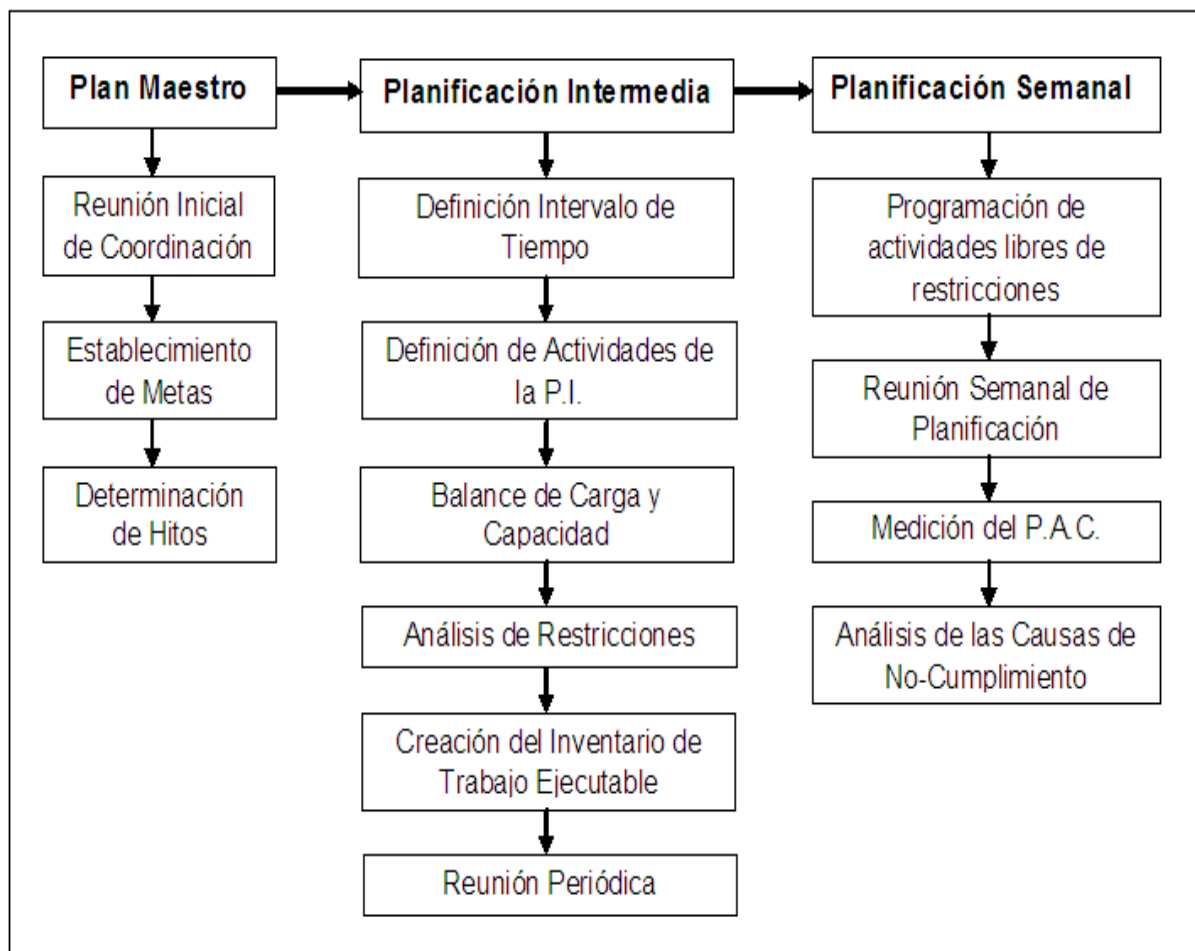 Plan Maestro
Reunión Inicial
de Coordinación
Establecimiento
de Metas
Determinación
de Hitos
Planificación Intermedia
Definición Intervalo de
Tiempo
Definición de Actividades de
la P.I.
Balance de Carga y
Capacidad
Análisis de Restricciones
Creación del Inventario de
Trabajo Ejecutable
Reunión Periódica
Planificación Semanal
Programación de
actividades libres de
restricciones
Reunión Semanal de
Planificación
Medición del P.A.C.
Análisis de las Causas de
No-Cumplimiento